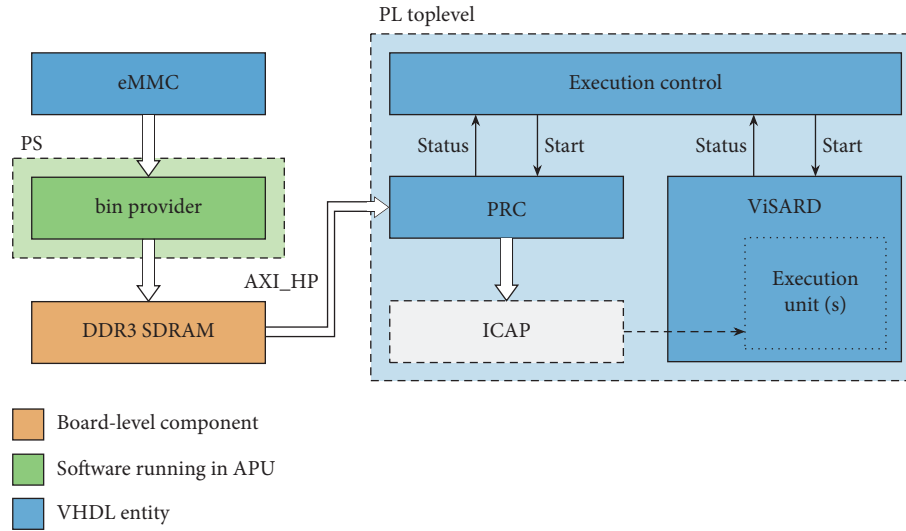 PL toplevel
eMMC
Execution control
PS
Status
Start
Status
Start
bin provider
PRC
ViSARD
AXI_HP
Execution
unit (s)
DDR3 SDRAM
ICAP
Board-level component
Software running in APU
VHDL entity